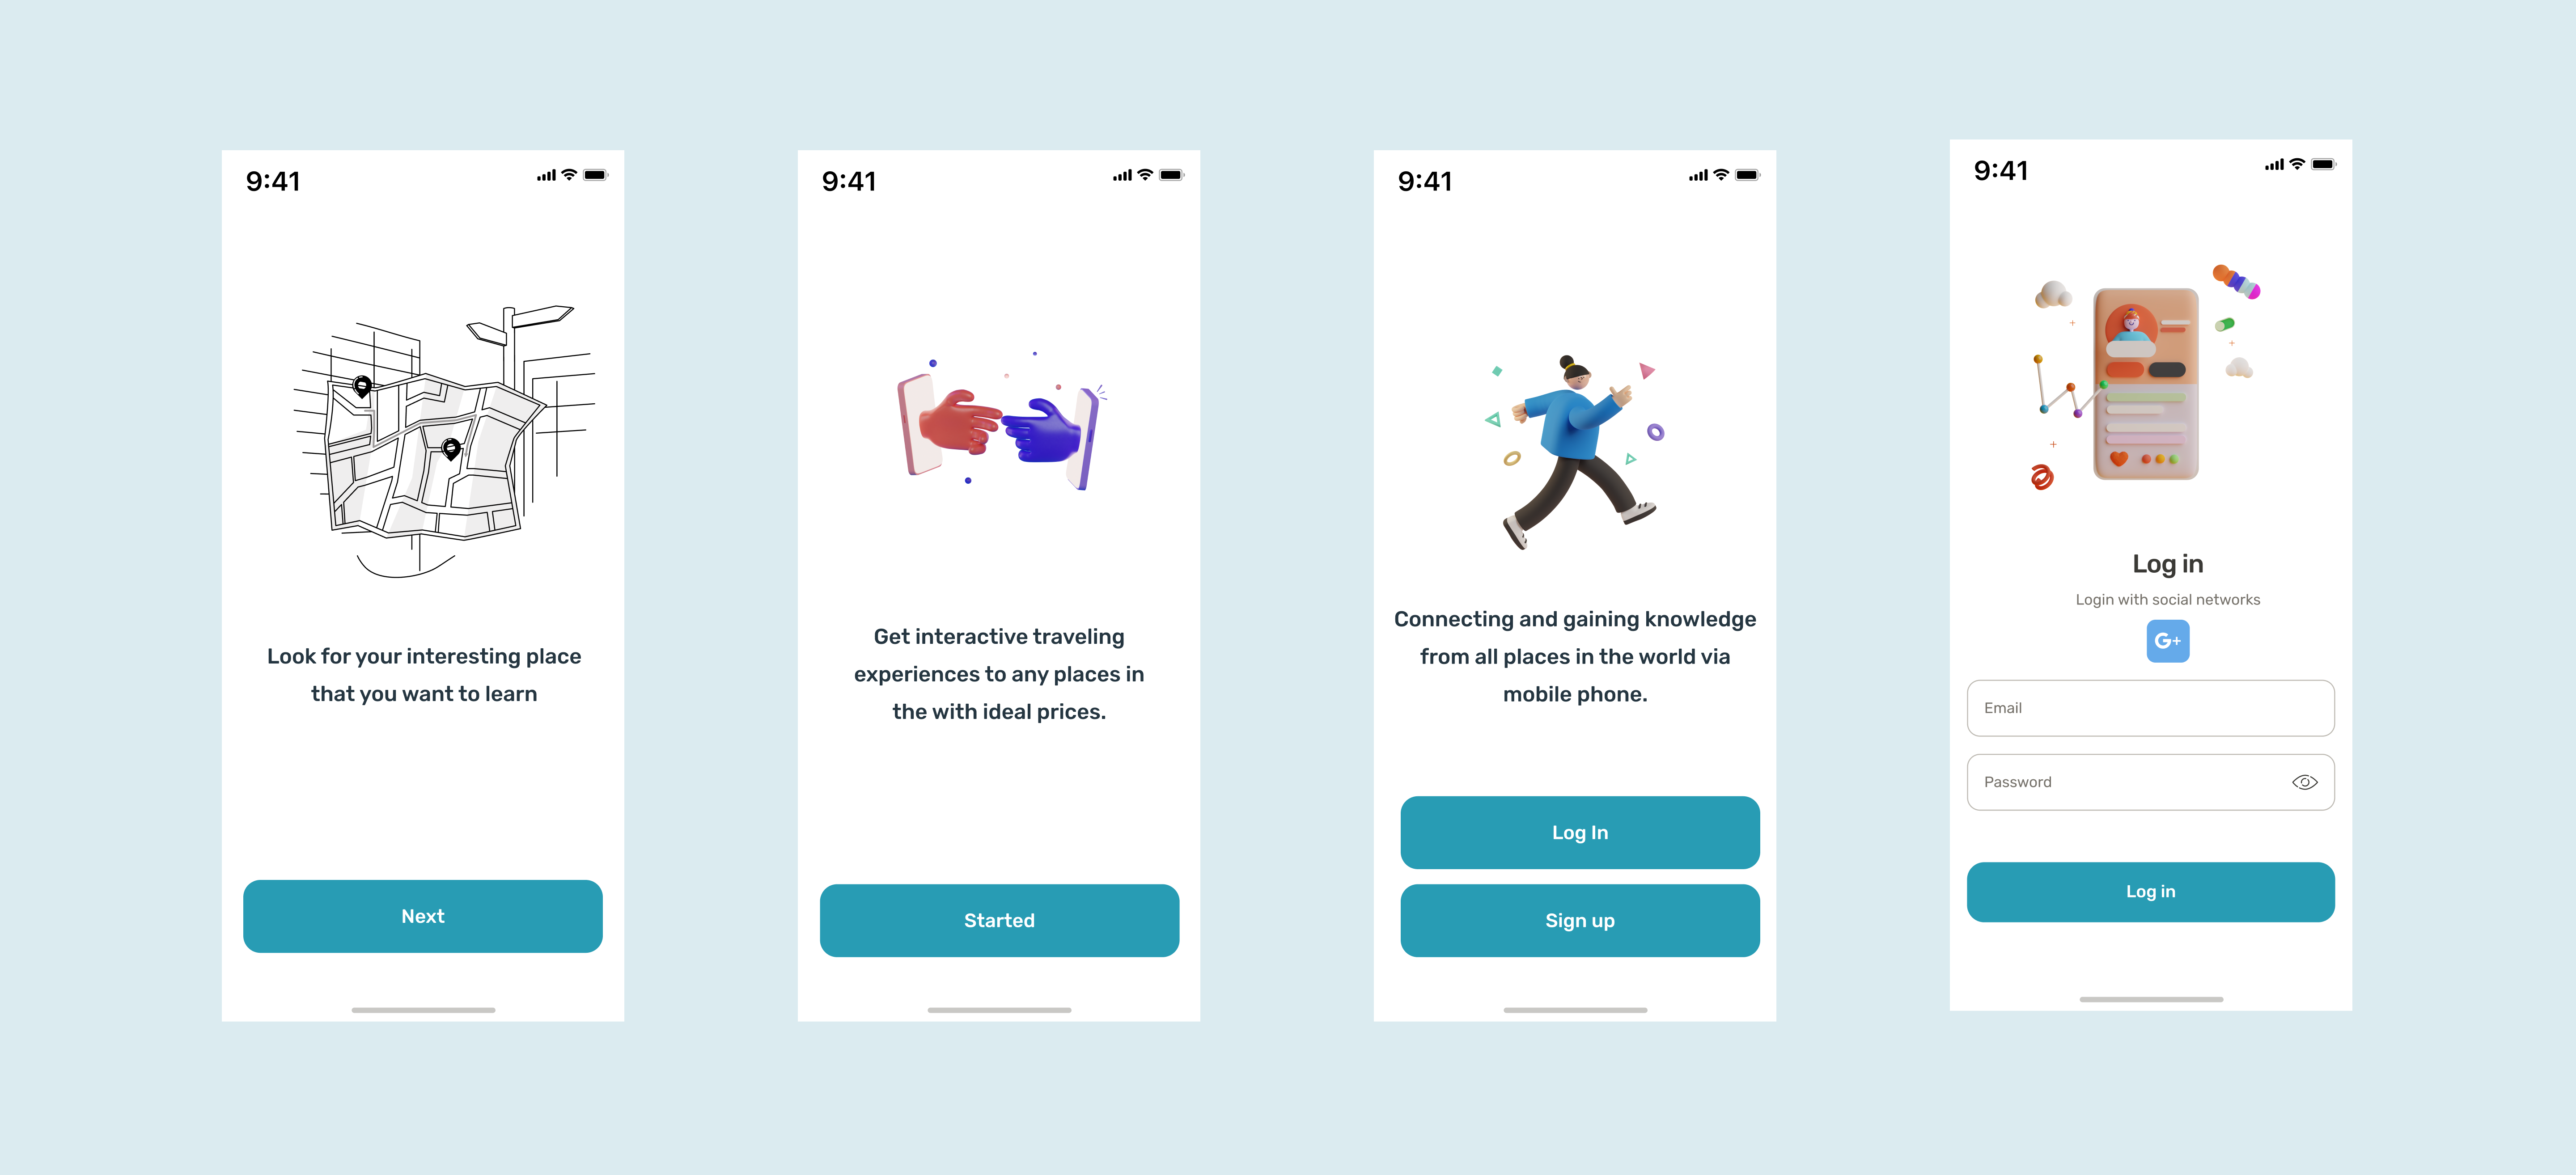 9:41
Look for your interesting place
that you want to learn
Next
9:41
Get interactive traveling
experiences to any places in
the with ideal prices.
Started
9:41
Connecting and gaining knowledge
from all places in the world via
mobile phone.
Log In
Sign up
9:41
Log in
Login with social networks
G+
Email
Password
Log in